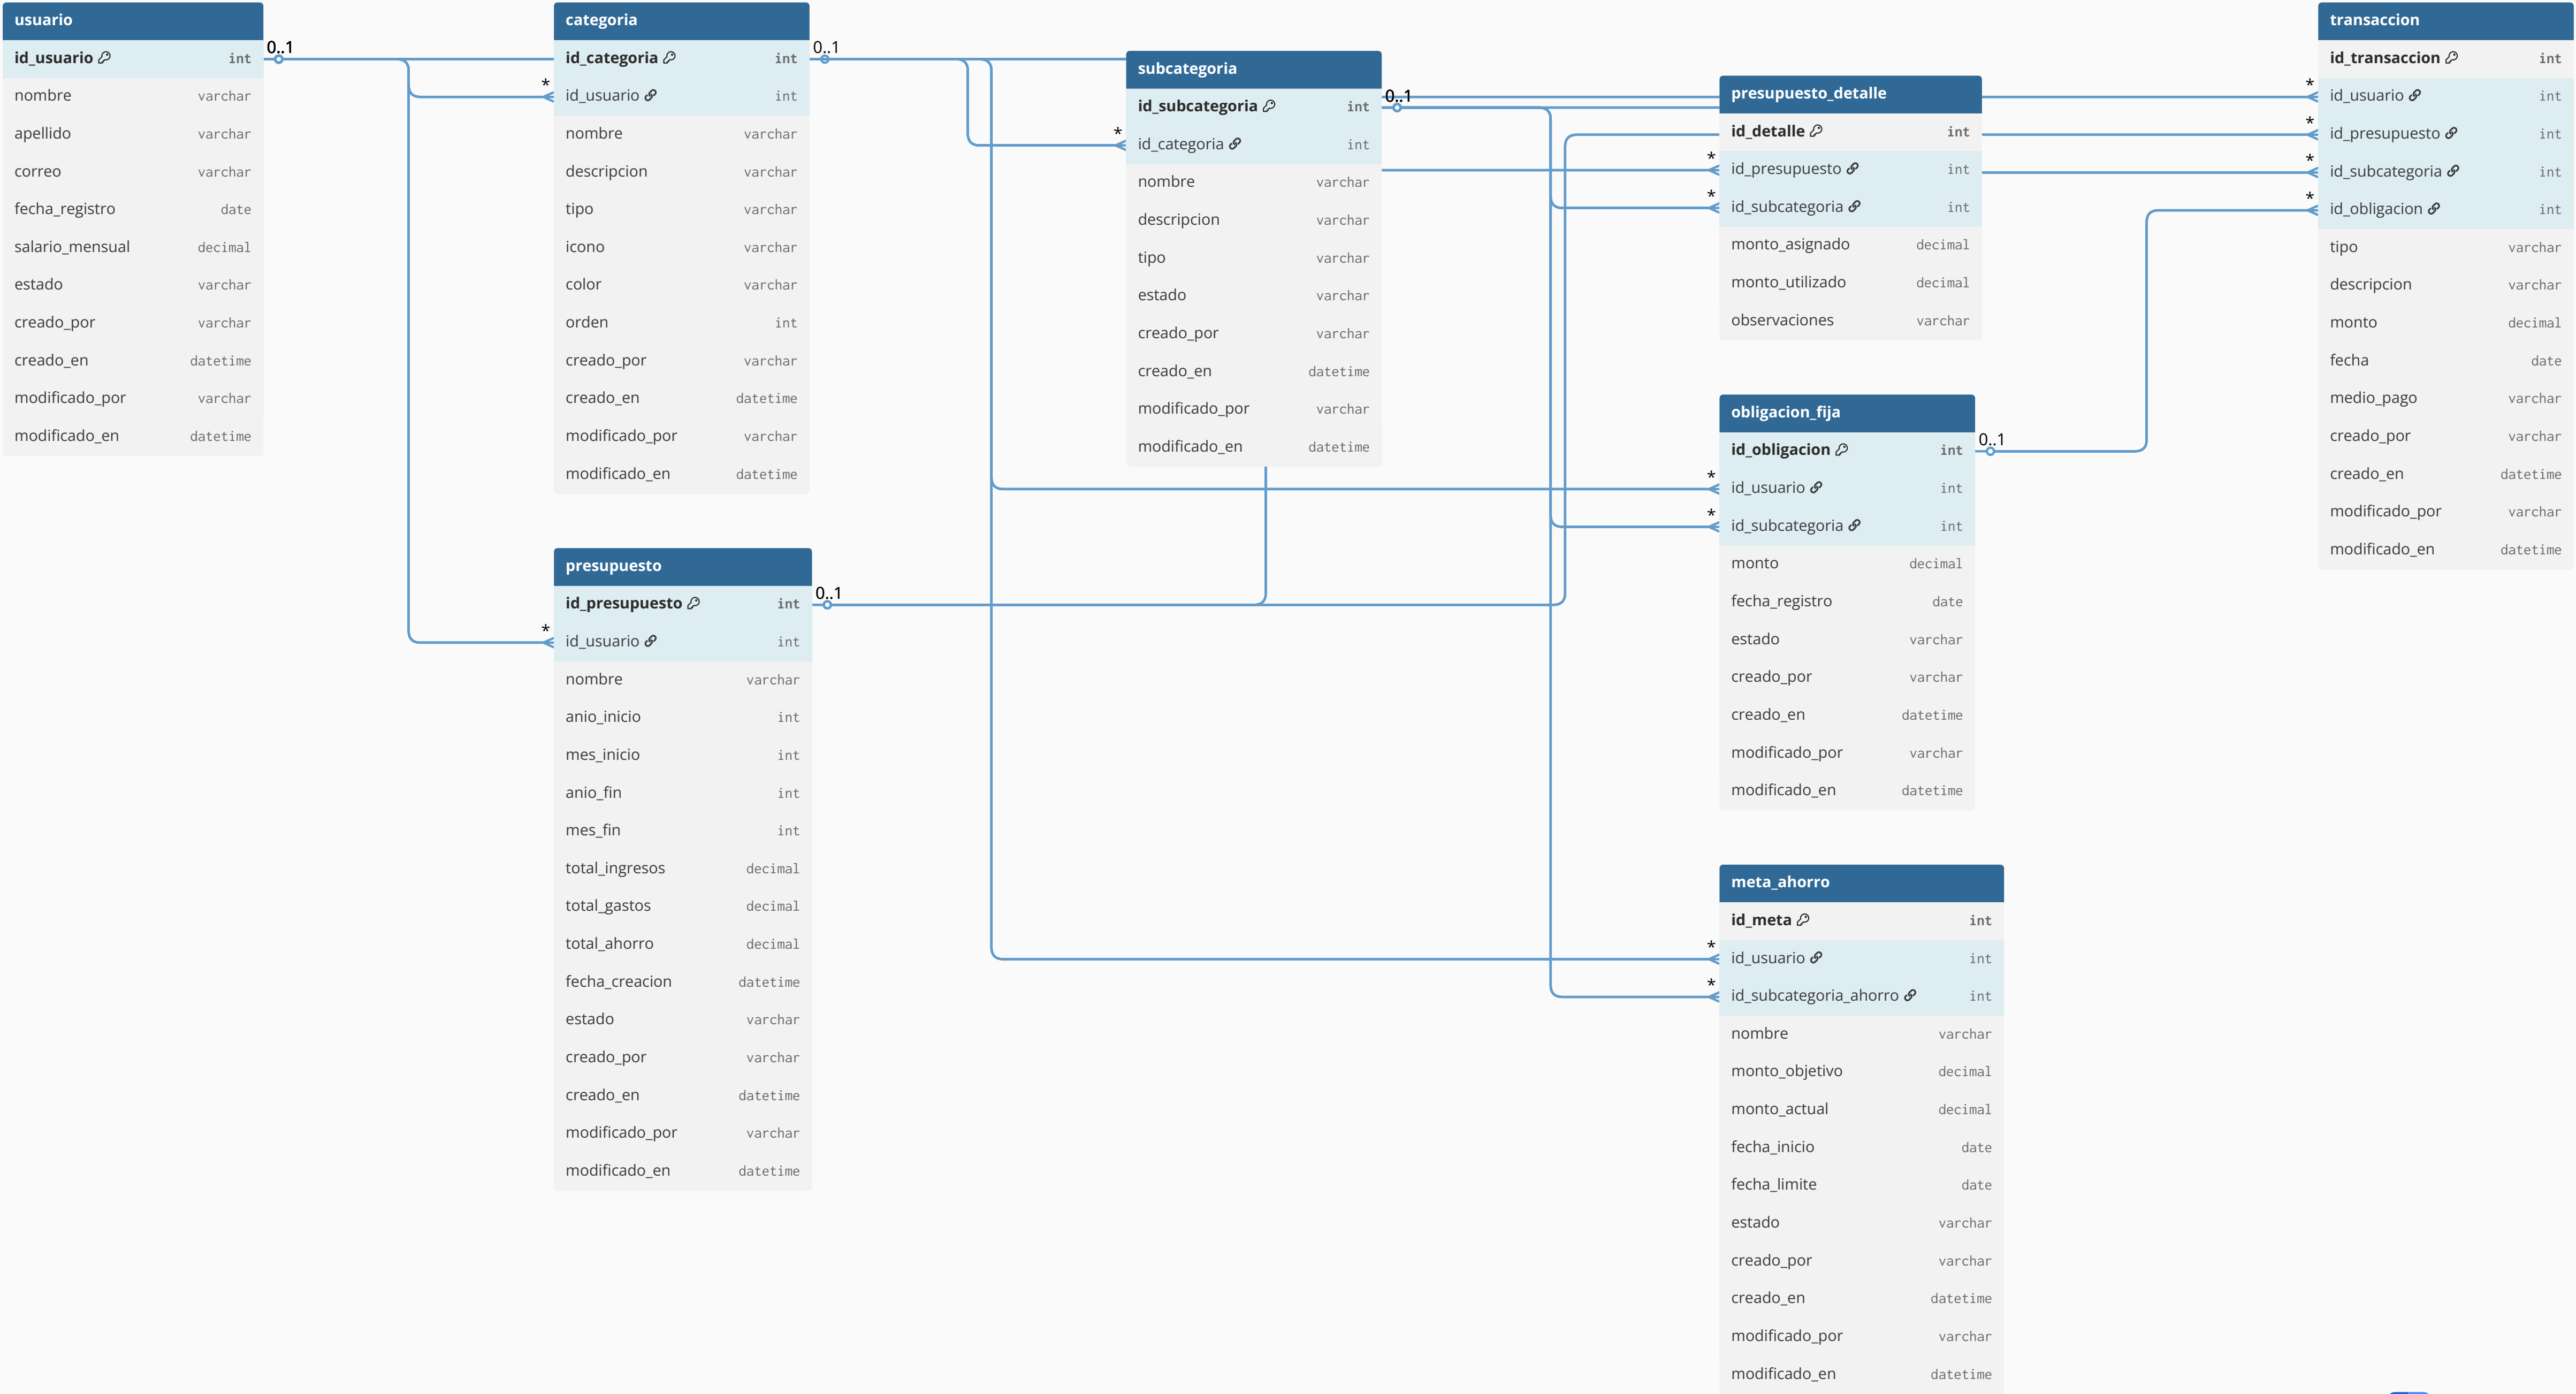 usuario
id_usuario int
nombre varchar
apellido varchar
correo varchar
fecha_registro date
salario_mensual decimal
estado varchar
creado_por varchar
creado_en datetime
modificado_por varchar
modificado_en datetime
0..1
*
*
categoria
id_categoria int
id_usuario int
nombre varchar
descripcion varchar
tipo varchar
icono varchar
color varchar
orden int
creado_por varchar
creado_en datetime
modificado_por varchar
modificado_en datetime
0..1
*
presupuesto
id_presupuesto int
id_usuario int
nombre varchar
anio_inicio int
mes_inicio int
anio_fin int
mes_fin int
total_ingresos decimal
total_gastos decimal
total_ahorro decimal
fecha_creacion datetime
estado varchar
creado_por varchar
creado_en datetime
modificado_por varchar
modificado_en datetime
0..1
subcategoria
id_subcategoria int
id_categoria int
nombre varchar
descripcion varchar
tipo varchar
estado varchar
creado_por varchar
creado_en datetime
modificado_por varchar
modificado_en datetime
0..1
*
*
presupuesto_detalle
id_detalle int
id_presupuesto int
id_subcategoria int
monto_asignado decimal
monto_utilizado decimal
observaciones varchar
*
*
obligacion_fija
id_obligacion int
id_usuario int
id_subcategoria int
monto decimal
fecha_registro date
estado varchar
creado_por varchar
creado_en datetime
modificado_por varchar
modificado_en datetime
0..1
*
*
meta_ahorro
id_meta int
id_usuario int
id_subcategoria_ahorro int
nombre varchar
monto_objetivo decimal
monto_actual decimal
fecha_inicio date
fecha_limite date
estado varchar
creado_por varchar
creado_en datetime
modificado_por varchar
modificado_en datetime
*
*
*
*
transaccion
id_transaccion int
id_usuario int
id_presupuesto int
id_subcategoria int
id_obligacion int
tipo varchar
descripcion varchar
monto decimal
fecha date
medio_pago varchar
creado_por varchar
creado_en datetime
modificado_por varchar
modificado_en datetime